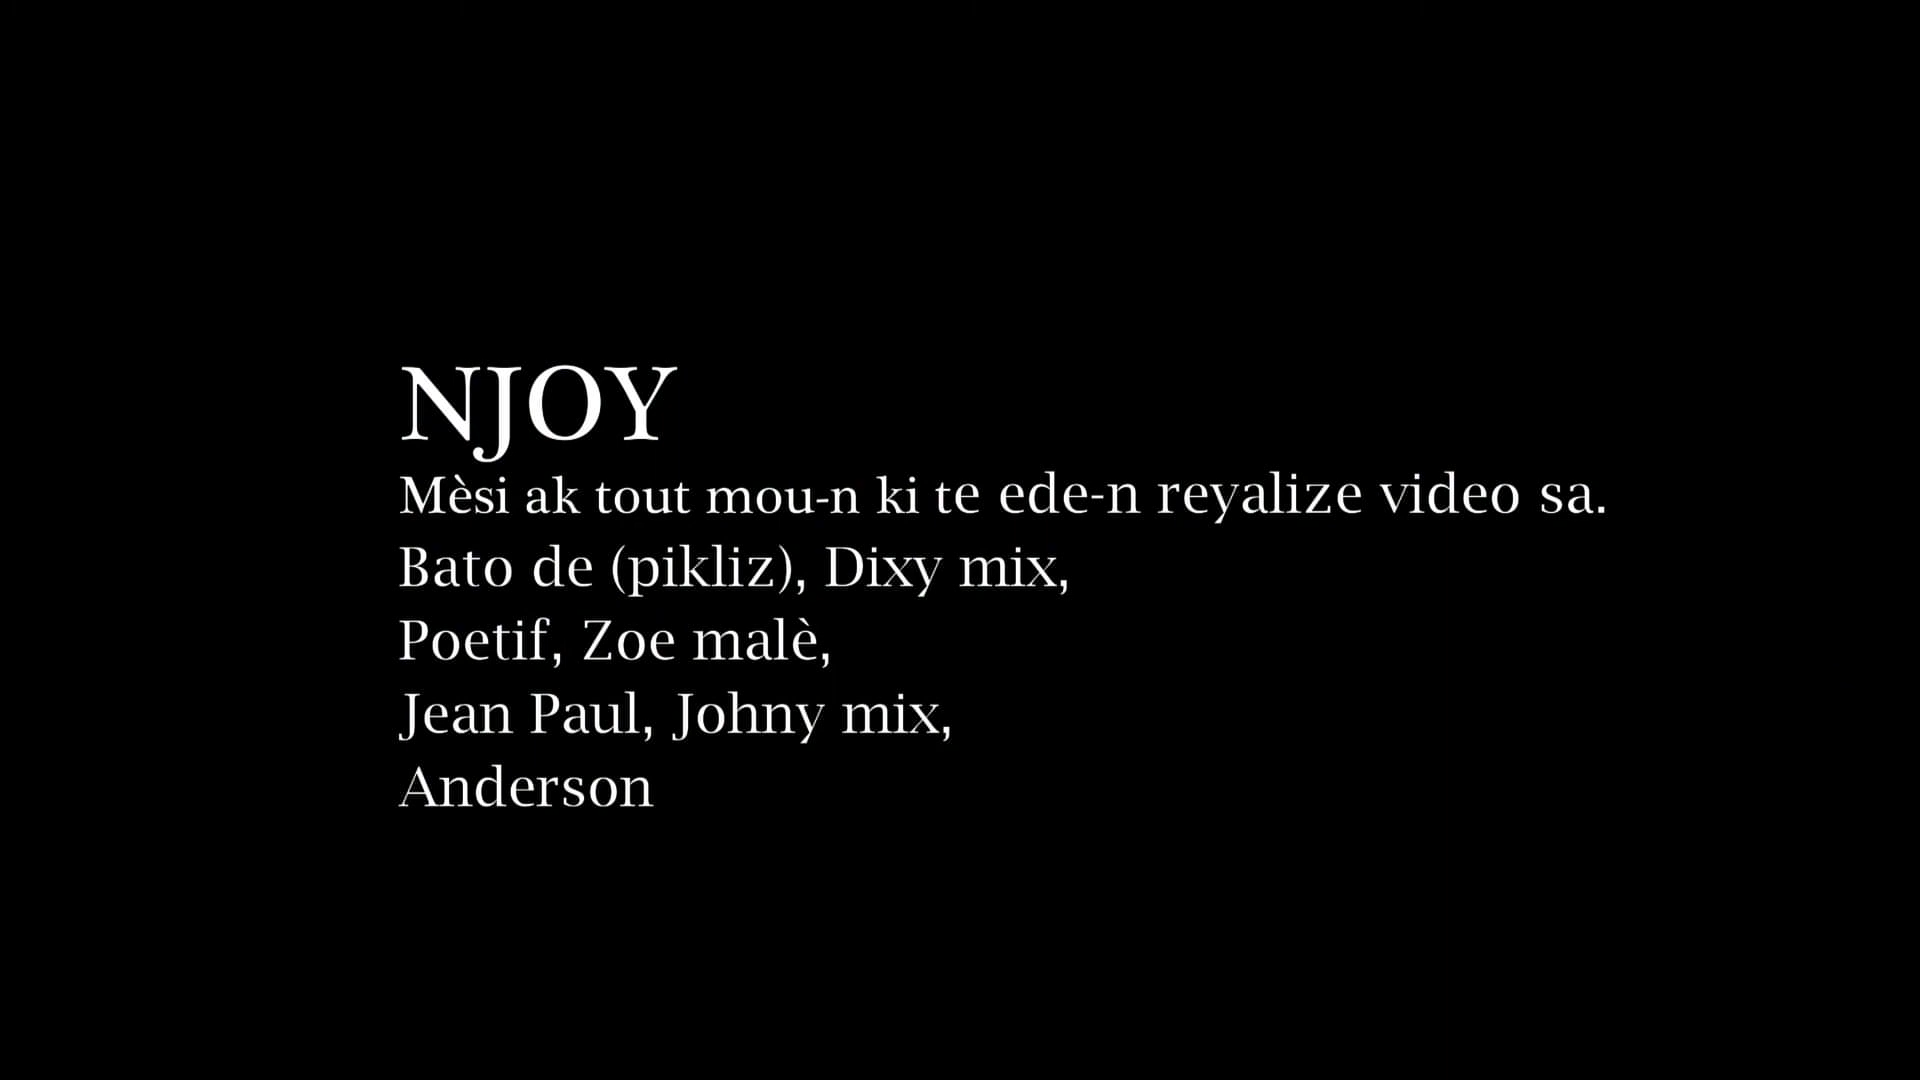 NJOY
Mèsi ak tout mou-n ki te ede-n reyalize video sa.
Bato de (pikliz), Dixy mix,
Poetif, Zoe malè,
Jean Paul, Johny mix,
Anderson